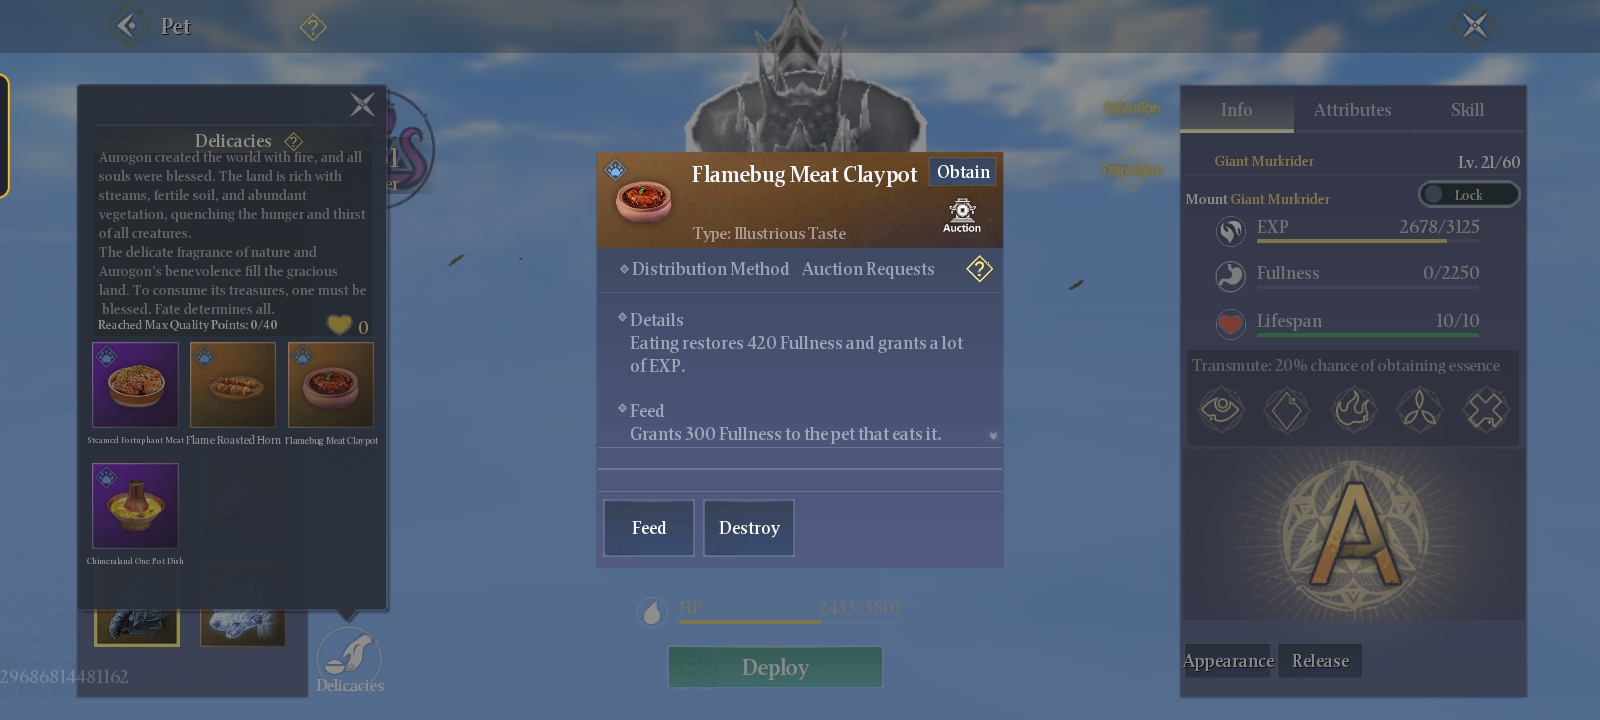 Pet
Delicacies
Aurogon created the world with fire, and all
souls were blessed. The land is rich with
streams, fertile soil, and abundant
vegetation, quenching the hunger and thirst
of all creatures.
The delicate fragrance of nature and
Aurogon's benevolence fill the gracious
land. To consume its treasures, one must be
blessed. Fate determines all.
Reached Max Quality Points: 0/40
0
Steamed Fortuphant Meat
Flame Roasted Horn
Flamebug Meat Claypot
Chimeraland One Pot Dish
29686814481162
Delicacies
Flamebug Meat Claypot
Obtain
Type: Illustrious Taste
Auction
Distribution Method Auction Requests
Details
Eating restores 420 Fullness and grants a lot
of EXP.
Feed
Grants 300 Fullness to the pet that eats it.
Feed
Destroy
HP 2433/3801
Deploy
Evolution
Info
Attributes
Skill
Giant Murkrider
Lv. 21/60
Mount Giant Murkrider
Lock
EXP 2678/3125
Fullness 0/2250
Lifespan 10/10
Transmute: 20% chance of obtaining essence
A
Appearance
Release